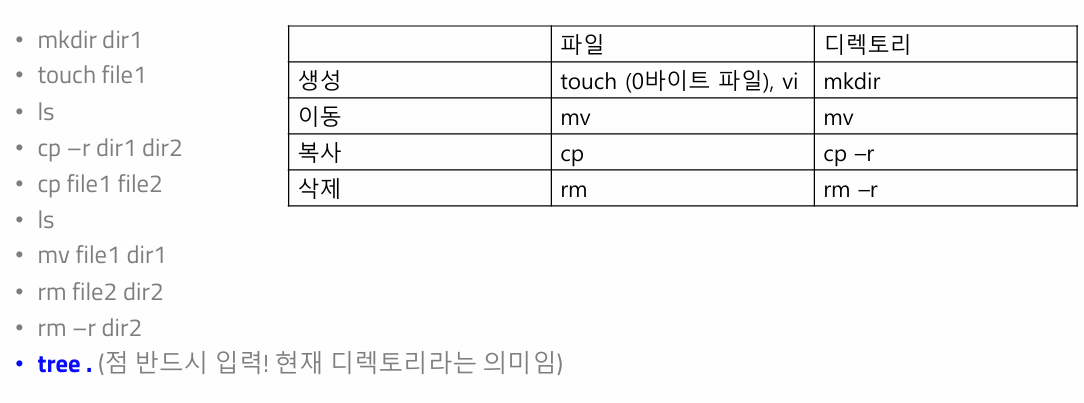 • mkdir dir1
• touch file1
• ls
• cp –r dir1 dir2
• cp file1 file2
• ls
• mv file1 dir1
• rm file2 dir2
• rm –r dir2
• tree . (점 반드시 입력! 현재 디렉토리라는 의미임)
파일 디렉토리
생성 touch (0바이트 파일), vi mkdir
이동 mv mv
복사 cp cp –r
삭제 rm rm –r